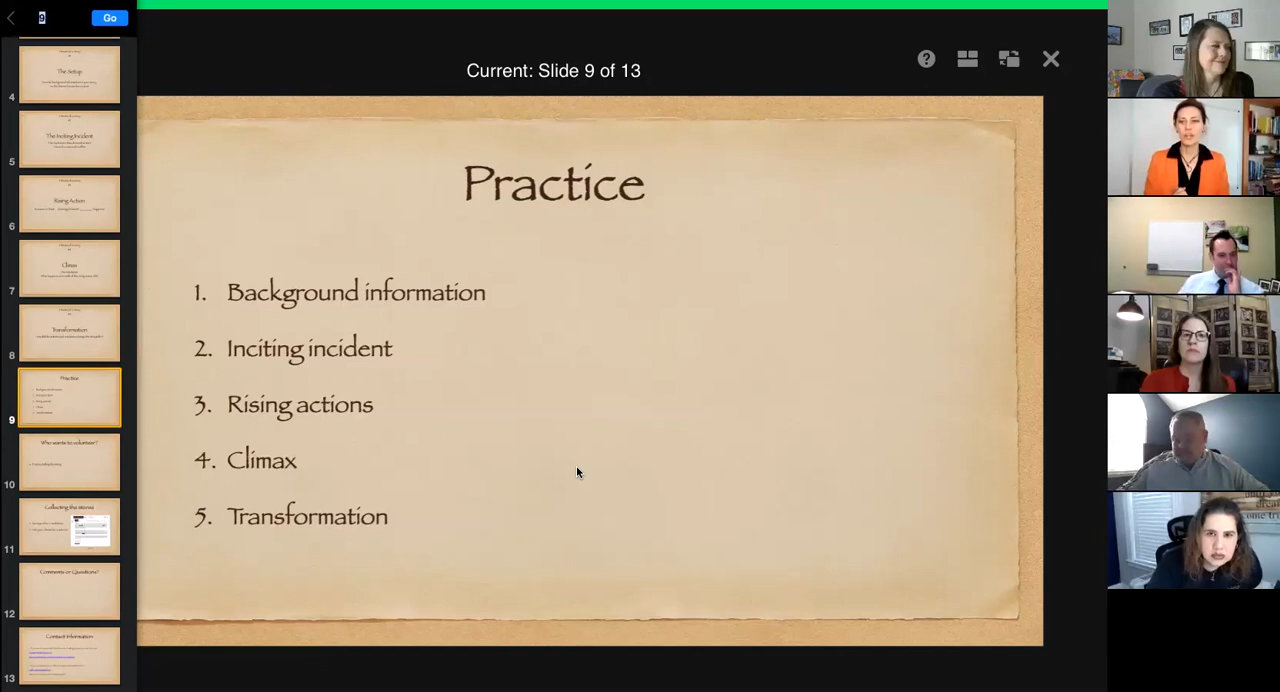 9
Go
Current: Slide 9 of 13
The Setup
4
The Inciting Incident
5
Rising Action
6
Climax
7
Transformation
8
Practice
9
Who wants to volunteer?
10
Collecting the stories
11
Comments or Questions?
12
Contact Information
13
Practice
1. Background information
2. Inciting incident
3. Rising actions
4. Climax
5. Transformation